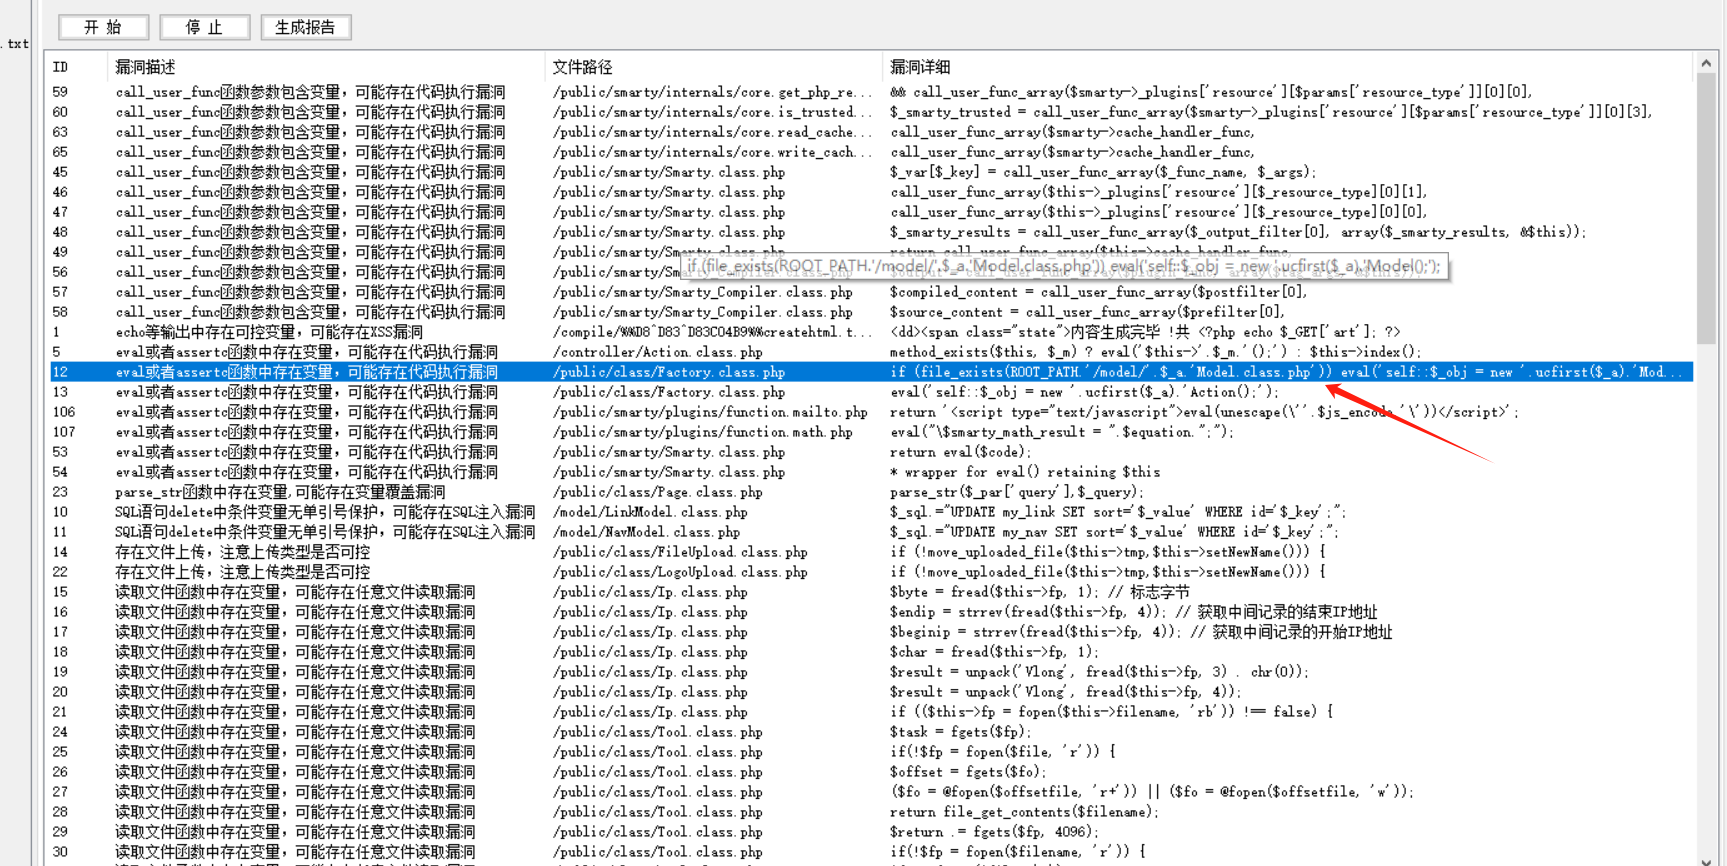 开 始 停 止 生成报告
.txt
ID 漏洞描述 文件路径 漏洞详细
59 call_user_func函数参数包含变量，可能存在代码执行漏洞 /public/smarty/internals/core.get_php_re... && call_user_func_array($smarty->_plugins['resource'][$params['resource_type']][0][0],
60 call_user_func函数参数包含变量，可能存在代码执行漏洞 /public/smarty/internals/core.is_trusted... $_smarty_trusted = call_user_func_array($smarty->_plugins['resource'][$params['resource_type']][0][3],
63 call_user_func函数参数包含变量，可能存在代码执行漏洞 /public/smarty/internals/core.read_cache... call_user_func_array($smarty->cache_handler_func,
65 call_user_func函数参数包含变量，可能存在代码执行漏洞 /public/smarty/internals/core.write_cach... call_user_func_array($smarty->cache_handler_func,
45 call_user_func函数参数包含变量，可能存在代码执行漏洞 /public/smarty/Smarty.class.php $_var[$_key] = call_user_func_array($_func_name, $_args);
46 call_user_func函数参数包含变量，可能存在代码执行漏洞 /public/smarty/Smarty.class.php call_user_func_array($this->_plugins['resource'][$_resource_type][0][1],
47 call_user_func函数参数包含变量，可能存在代码执行漏洞 /public/smarty/Smarty.class.php call_user_func_array($this->_plugins['resource'][$_resource_type][0][0],
48 call_user_func函数参数包含变量，可能存在代码执行漏洞 /public/smarty/Smarty.class.php $_smarty_results = call_user_func_array($_output_filter[0], array($_smarty_results, &$this));
49 call_user_func函数参数包含变量，可能存在代码执行漏洞 /public/smarty/Smarty.class.php return call_user_func_array($this->cache_handler_func,
if (file_exists(ROOT_PATH.'/model/'.$_a.'Model.class.php')) eval('self::$_obj = new '.ucfirst($_a).'Model();');
56 call_user_func函数参数包含变量，可能存在代码执行漏洞 /public/smarty/Smarty_Compiler.class.php
57 call_user_func函数参数包含变量，可能存在代码执行漏洞 /public/smarty/Smarty_Compiler.class.php $compiled_content = call_user_func_array($postfilter[0],
58 call_user_func函数参数包含变量，可能存在代码执行漏洞 /public/smarty/Smarty_Compiler.class.php $source_content = call_user_func_array($prefilter[0],
1 echo等输出中存在可控变量，可能存在XSS漏洞 /compile/%%D8^D83^D83C04B9%%createhtml.t... <dd><span class="state">内容生成完毕 !共 <?php echo $_GET['art']; ?>
5 eval或者assertc函数中存在变量，可能存在代码执行漏洞 /controller/Action.class.php method_exists($this, $_m) ? eval('$this->'.$_m.'();') : $this->index();
12 eval或者assertc函数中存在变量，可能存在代码执行漏洞 /public/class/Factory.class.php if (file_exists(ROOT_PATH.'/model/'.$_a.'Model.class.php')) eval('self::$_obj = new '.ucfirst($_a).'Mod...
13 eval或者assertc函数中存在变量，可能存在代码执行漏洞 /public/class/Factory.class.php eval('self::$_obj = new '.ucfirst($_a).'Action();');
106 eval或者assertc函数中存在变量，可能存在代码执行漏洞 /public/smarty/plugins/function.mailto.php return '<script type="text/javascript">eval(unescape(\''.$js_encode.'\'))</script>';
107 eval或者assertc函数中存在变量，可能存在代码执行漏洞 /public/smarty/plugins/function.math.php eval("\$smarty_math_result = ".$equation.";");
53 eval或者assertc函数中存在变量，可能存在代码执行漏洞 /public/smarty/Smarty.class.php return eval($code);
54 eval或者assertc函数中存在变量，可能存在代码执行漏洞 /public/smarty/Smarty.class.php * wrapper for eval() retaining $this
23 parse_str函数中存在变量,可能存在变量覆盖漏洞 /public/class/Page.class.php parse_str($_par['query'],$_query);
10 SQL语句delete中条件变量无单引号保护，可能存在SQL注入漏洞 /model/LinkModel.class.php $_sql.="UPDATE my_link SET sort='$_value' WHERE id='$_key';";
11 SQL语句delete中条件变量无单引号保护，可能存在SQL注入漏洞 /model/NavModel.class.php $_sql.="UPDATE my_nav SET sort='$_value' WHERE id='$_key';";
14 存在文件上传，注意上传类型是否可控 /public/class/FileUpload.class.php if (!move_uploaded_file($this->tmp,$this->setNewName())) {
22 存在文件上传，注意上传类型是否可控 /public/class/LogoUpload.class.php if (!move_uploaded_file($this->tmp,$this->setNewName())) {
15 读取文件函数中存在变量，可能存在任意文件读取漏洞 /public/class/Ip.class.php $byte = fread($this->fp, 1); // 标志字节
16 读取文件函数中存在变量，可能存在任意文件读取漏洞 /public/class/Ip.class.php $endip = strrev(fread($this->fp, 4)); // 获取中间记录的结束IP地址
17 读取文件函数中存在变量，可能存在任意文件读取漏洞 /public/class/Ip.class.php $beginip = strrev(fread($this->fp, 4)); // 获取中间记录的开始IP地址
18 读取文件函数中存在变量，可能存在任意文件读取漏洞 /public/class/Ip.class.php $char = fread($this->fp, 1);
19 读取文件函数中存在变量，可能存在任意文件读取漏洞 /public/class/Ip.class.php $result = unpack('Vlong', fread($this->fp, 3) . chr(0));
20 读取文件函数中存在变量，可能存在任意文件读取漏洞 /public/class/Ip.class.php $result = unpack('Vlong', fread($this->fp, 4));
21 读取文件函数中存在变量，可能存在任意文件读取漏洞 /public/class/Ip.class.php if (($this->fp = fopen($this->filename, 'rb')) !== false) {
24 读取文件函数中存在变量，可能存在任意文件读取漏洞 /public/class/Tool.class.php $task = fgets($fp);
25 读取文件函数中存在变量，可能存在任意文件读取漏洞 /public/class/Tool.class.php if(!$fp = fopen($file, 'r')) {
26 读取文件函数中存在变量，可能存在任意文件读取漏洞 /public/class/Tool.class.php $offset = fgets($fo);
27 读取文件函数中存在变量，可能存在任意文件读取漏洞 /public/class/Tool.class.php ($fo = @fopen($offsetfile, 'r+')) || ($fo = @fopen($offsetfile, 'w'));
28 读取文件函数中存在变量，可能存在任意文件读取漏洞 /public/class/Tool.class.php return file_get_contents($filename);
29 读取文件函数中存在变量，可能存在任意文件读取漏洞 /public/class/Tool.class.php $return .= fgets($fp, 4096);
30 读取文件函数中存在变量，可能存在任意文件读取漏洞 /public/class/Tool.class.php if(!$fp = fopen($filename, 'r')) {